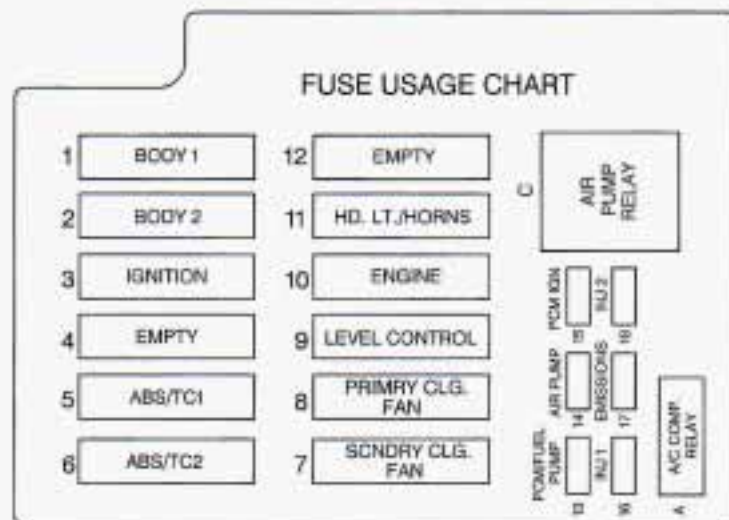 FUSE USAGE CHART
1 BODY 1
2 BODY 2
3 IGNITION
4 EMPTY
5 ABS/TC1
6 ABS/TC2
12 EMPTY
11 HD. LT./HORNS
10 ENGINE
9 LEVEL CONTROL
8 PRIMRY CLG.
FAN
7 SCNDRY CLG.
FAN
C
AIR
PUMP
RELAY
PCM IGN
15
INJ 2
18
AIR PUMP
14
EMISSIONS
17
PCM/FUEL
PUMP
13
INJ 1
16
A/C COMP.
RELAY
A